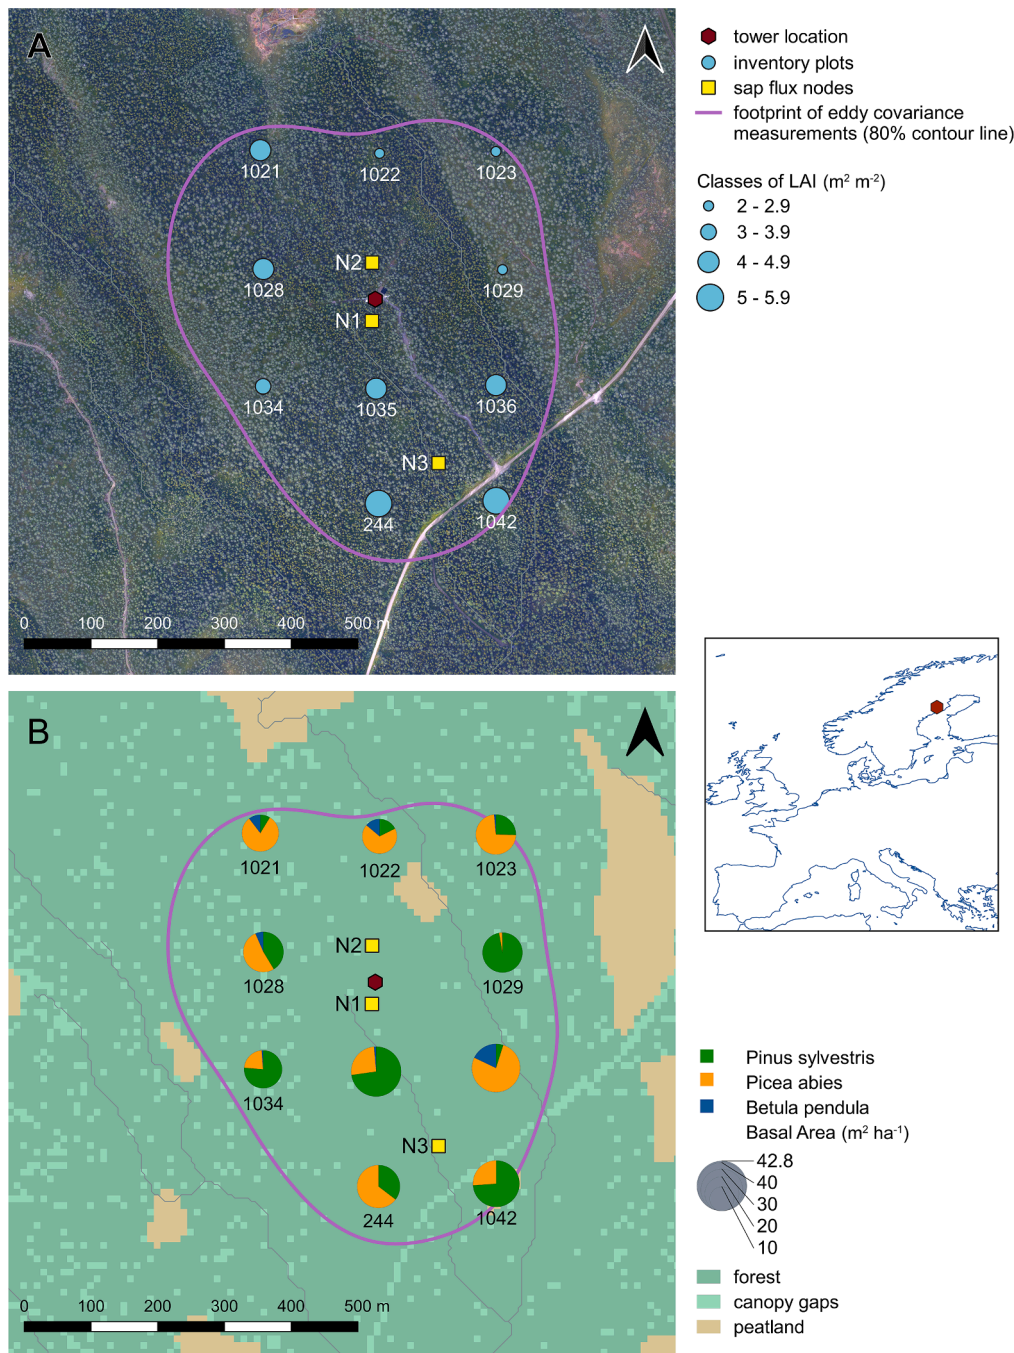 A
tower location
inventory plots
sap flux nodes
footprint of eddy covariance
measurements (80% contour line)
Classes of LAI (m² m⁻²)
2 - 2.9
3 - 3.9
4 - 4.9
5 - 5.9
1021
1022
1023
N2
1028
1029
N1
1034
1035
1036
N3
244
1042
0 100 200 300 400 500 m
B
1021
1022
1023
N2
1028
1029
N1
1034
N3
244
1042
0 100 200 300 400 500 m
Pinus sylvestris
Picea abies
Betula pendula
Basal Area (m² ha⁻¹)
42.8
40
30
20
10
forest
canopy gaps
peatland